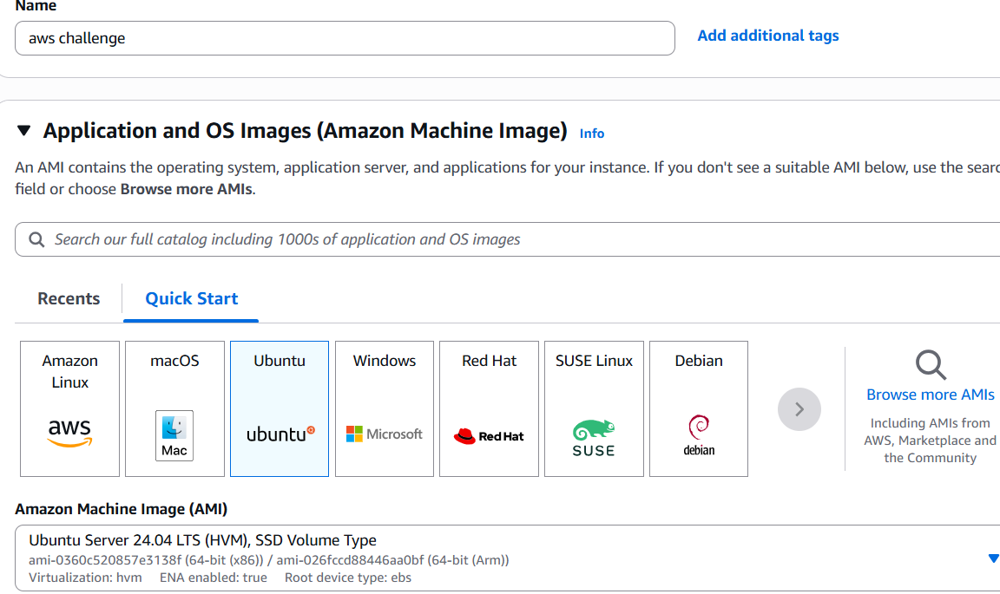 Name
aws challenge
Add additional tags
Application and OS Images (Amazon Machine Image) Info
An AMI contains the operating system, application server, and applications for your instance. If you don't see a suitable AMI below, use the searc
field or choose Browse more AMIs.
Search our full catalog including 1000s of application and OS images
Recents
Quick Start
Amazon
Linux
aws
macOS
Mac
Ubuntu
ubuntu
Windows
Microsoft
Red Hat
Red Hat
SUSE Linux
SUSE
Debian
debian
Browse more AMIs
Including AMIs from
AWS, Marketplace and
the Community
Amazon Machine Image (AMI)
Ubuntu Server 24.04 LTS (HVM), SSD Volume Type
ami-0360c520857e3138f (64-bit (x86)) / ami-026fccd88446aa0bf (64-bit (Arm))
Virtualization: hvm ENA enabled: true Root device type: ebs